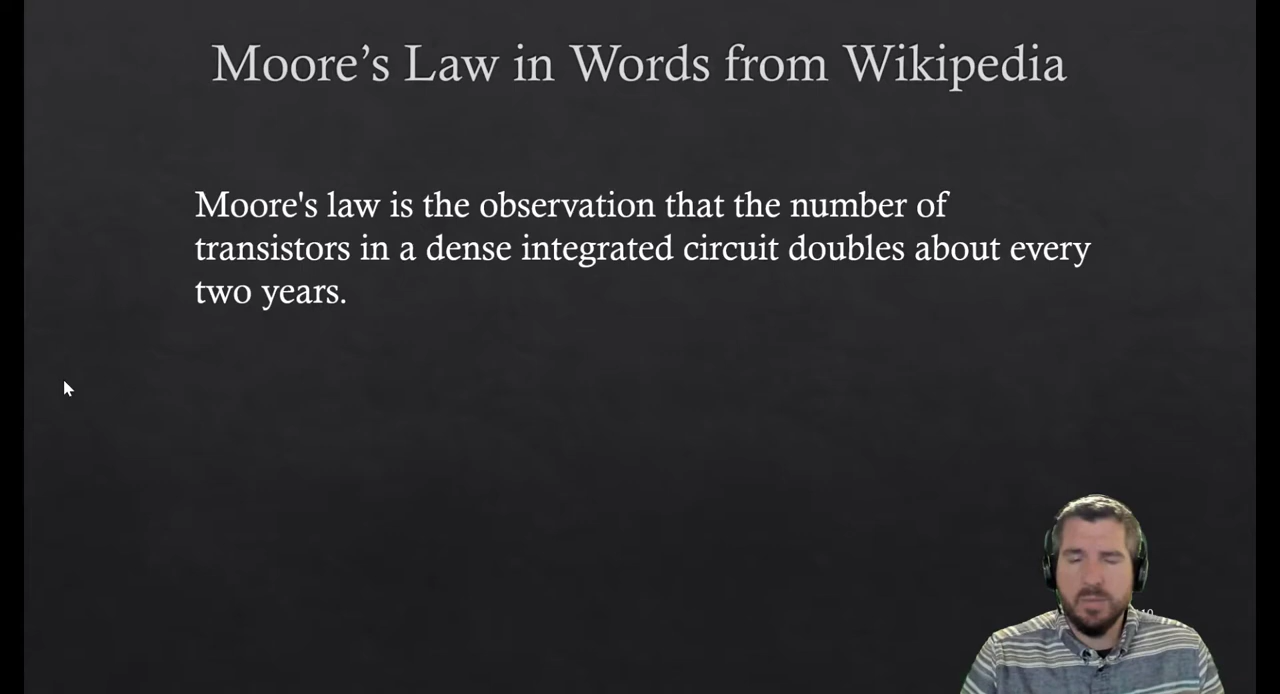 Moore’s Law in Words from Wikipedia
Moore's law is the observation that the number of
transistors in a dense integrated circuit doubles about every
two years.